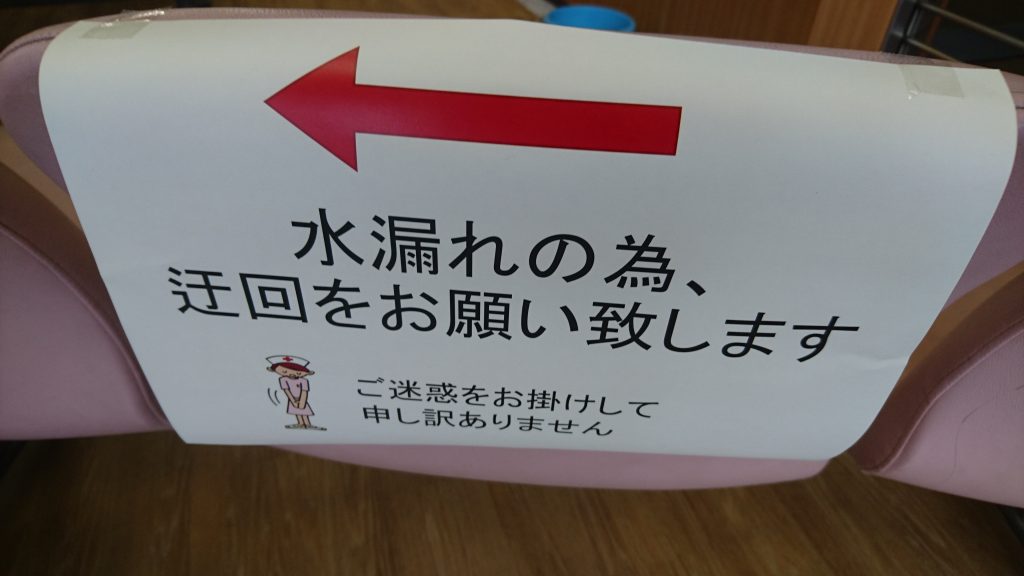 水漏れの為、
迂回をお願い致します
ご迷惑をお掛けして
申し訳ありません